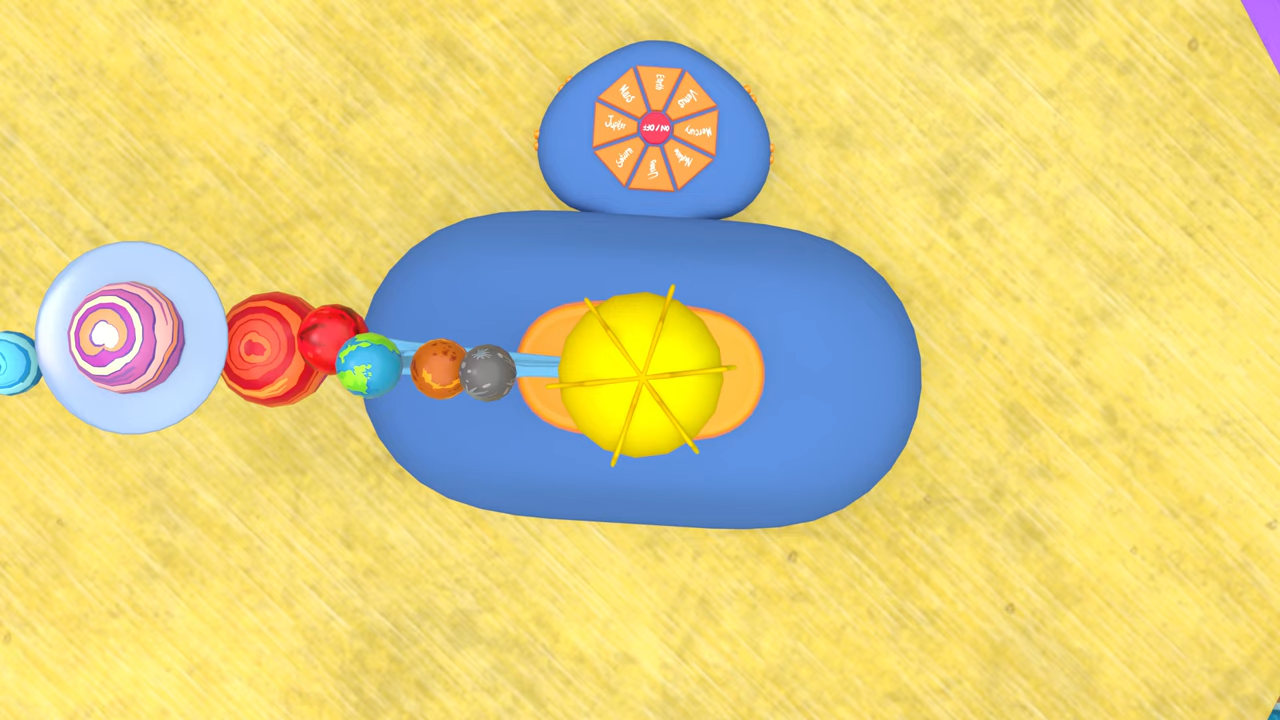 Earth
Venus
Mercury
Neptune
Uranus
Saturn
Jupiter
Mars
ON / OFF